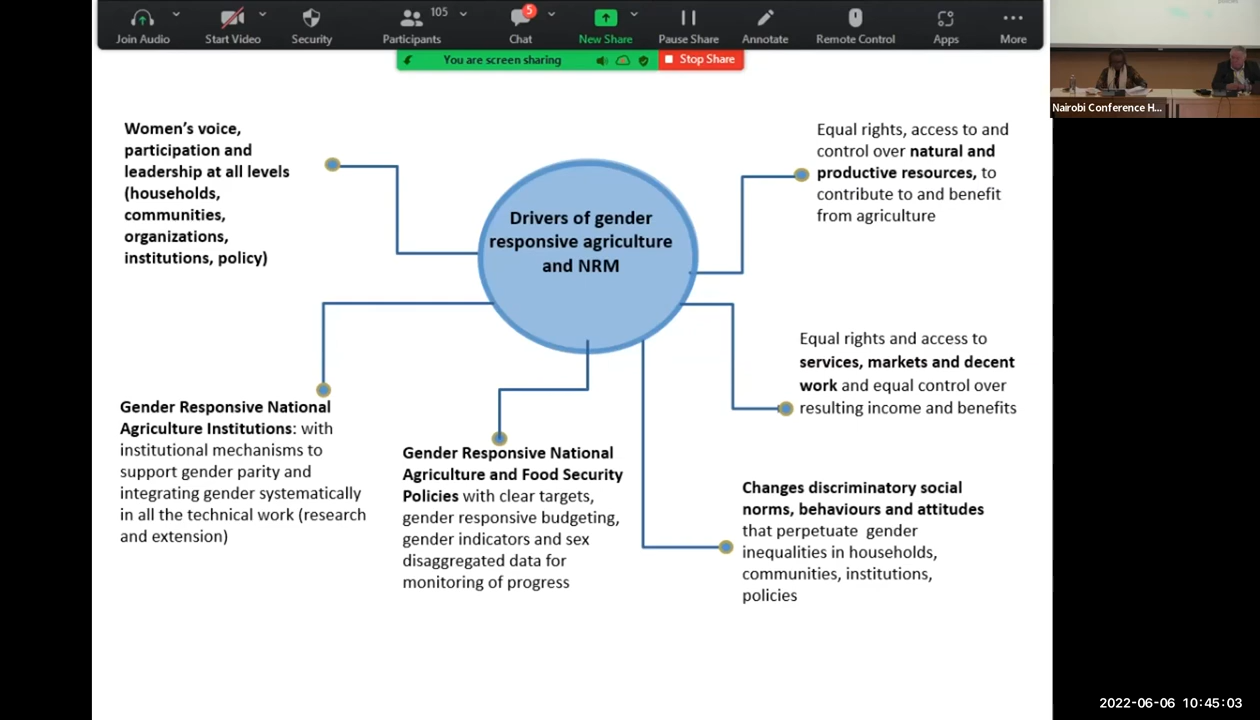 Join Audio
Start Video
Security
Participants
105
Chat
5
New Share
Pause Share
Annotate
Remote Control
Apps
More
You are screen sharing
Stop Share
Nairobi Conference H...
Women’s voice,
participation and
leadership at all levels
(households,
communities,
organizations,
institutions, policy)
Drivers of gender
responsive agriculture
and NRM
Equal rights, access to and
control over natural and
productive resources, to
contribute to and benefit
from agriculture
Equal rights and access to
services, markets and decent
work and equal control over
resulting income and benefits
Gender Responsive National
Agriculture Institutions: with
institutional mechanisms to
support gender parity and
integrating gender systematically
in all the technical work (research
and extension)
Gender Responsive National
Agriculture and Food Security
Policies with clear targets,
gender responsive budgeting,
gender indicators and sex
disaggregated data for
monitoring of progress
Changes discriminatory social
norms, behaviours and attitudes
that perpetuate gender
inequalities in households,
communities, institutions,
policies
2022-06-06 10:45:03